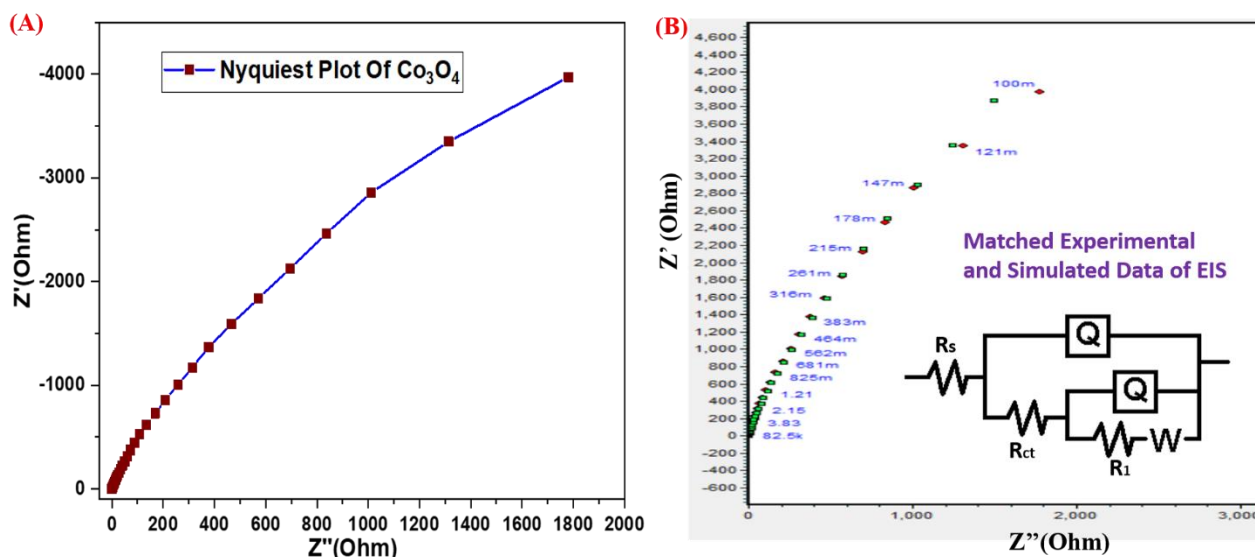 (A)
Nyquiest Plot Of Co₃O₄
Z'(Ohm)
-4000
-3000
-2000
-1000
0
0 200 400 600 800 1000 1200 1400 1600 1800 2000
Z"(Ohm)
(B)
Z' (Ohm)
4,600
4,400
4,200
4,000
3,800
3,600
3,400
3,200
3,000
2,800
2,600
2,400
2,200
2,000
1,800
1,600
1,400
1,200
1,000
800
600
400
200
0
-200
-400
-600
100m
121m
147m
178m
215m
261m
316m
383m
464m
562m
681m
825m
1.21
2.15
3.83
82.5k
Matched Experimental
and Simulated Data of EIS
Rs
Q
Rct
Q
R1
W
0 1,000 2,000 3,000
Z" (Ohm)